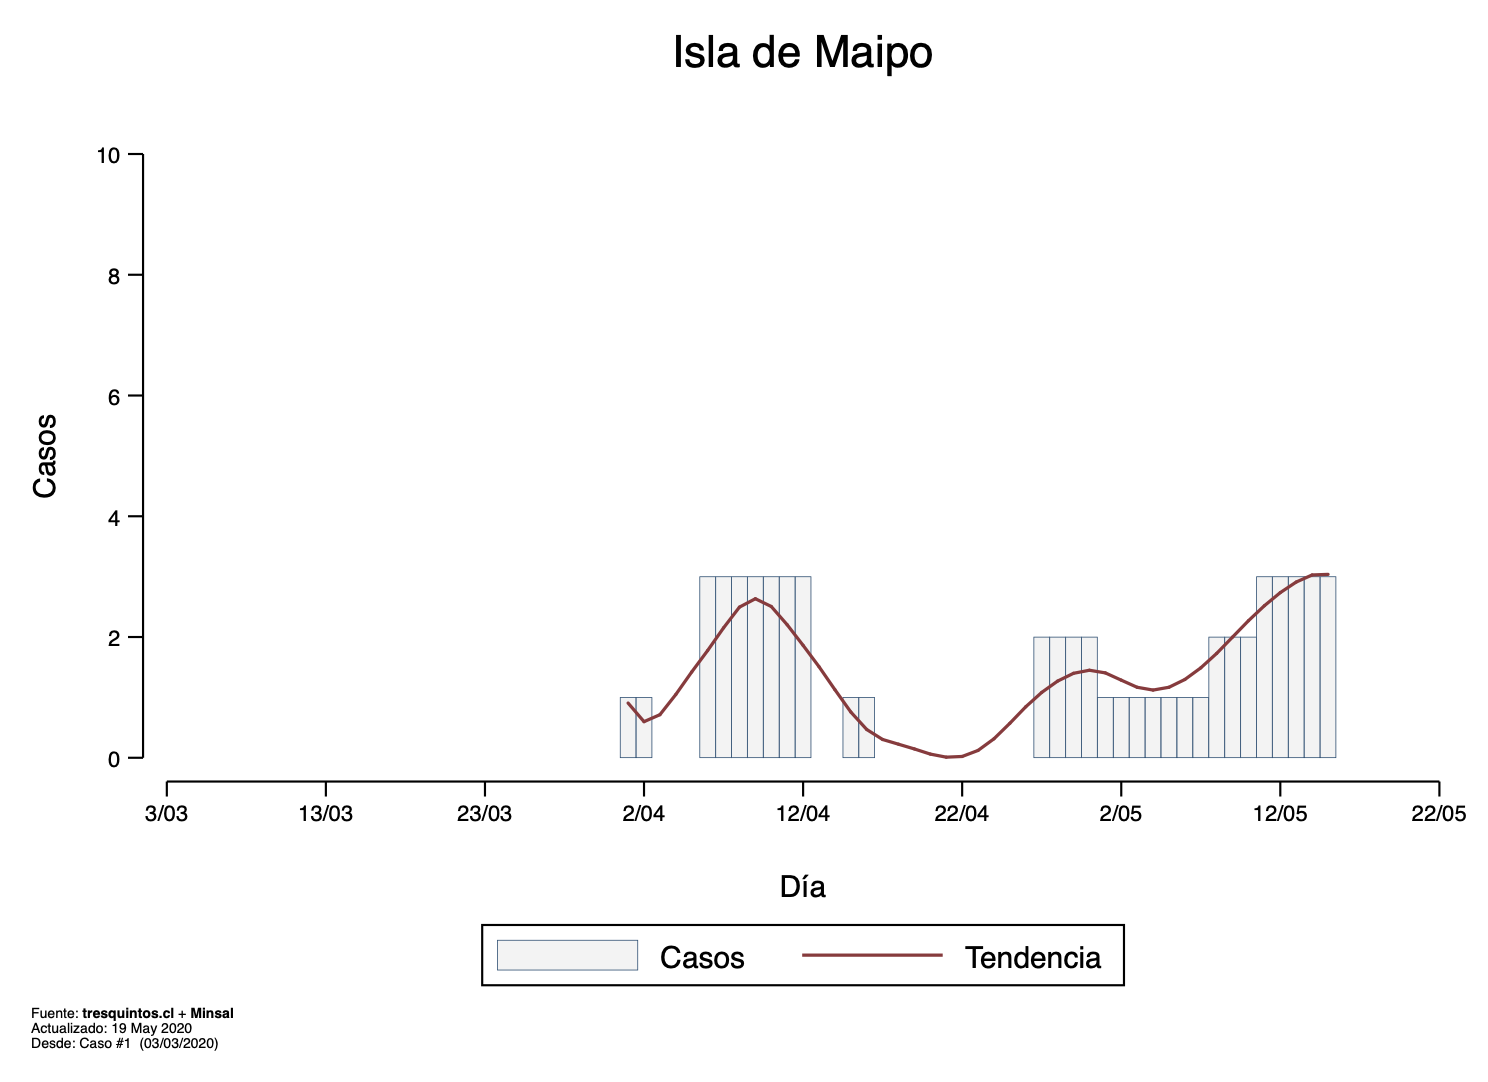 Isla de Maipo
10
8
6
4
2
0
Casos
3/03 13/03 23/03 2/04 12/04 22/04 2/05 12/05 22/05
Día
Casos Tendencia
Fuente: tresquintos.cl + Minsal
Actualizado: 19 May 2020
Desde: Caso #1 (03/03/2020)